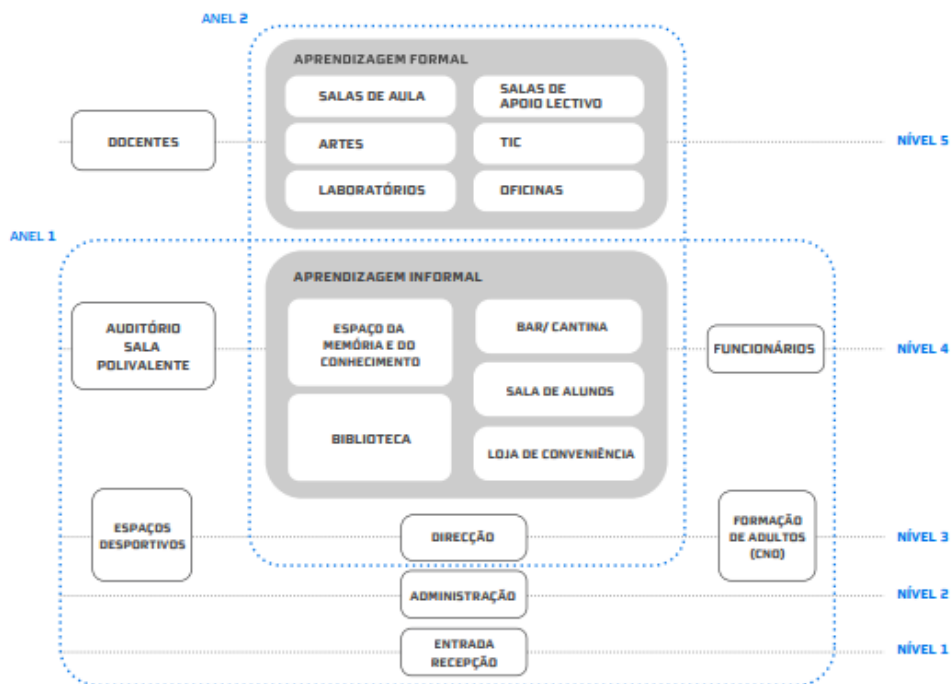 ANEL 2
APRENDIZAGEM FORMAL
SALAS DE AULA
SALAS DE
APOIO LECTIVO
DOCENTES
ARTES
TIC
NÍVEL 5
LABORATÓRIOS
OFICINAS
ANEL 1
APRENDIZAGEM INFORMAL
AUDITÓRIO
SALA
POLIVALENTE
ESPAÇO DA
MEMÓRIA E DO
CONHECIMENTO
BAR/ CANTINA
FUNCIONÁRIOS
NÍVEL 4
SALA DE ALUNOS
BIBLIOTECA
LOJA DE CONVENIÊNCIA
ESPAÇOS
DESPORTIVOS
DIRECÇÃO
FORMAÇÃO
DE ADULTOS
(CNO)
NÍVEL 3
ADMINISTRAÇÃO
NÍVEL 2
ENTRADA
RECEPÇÃO
NÍVEL 1